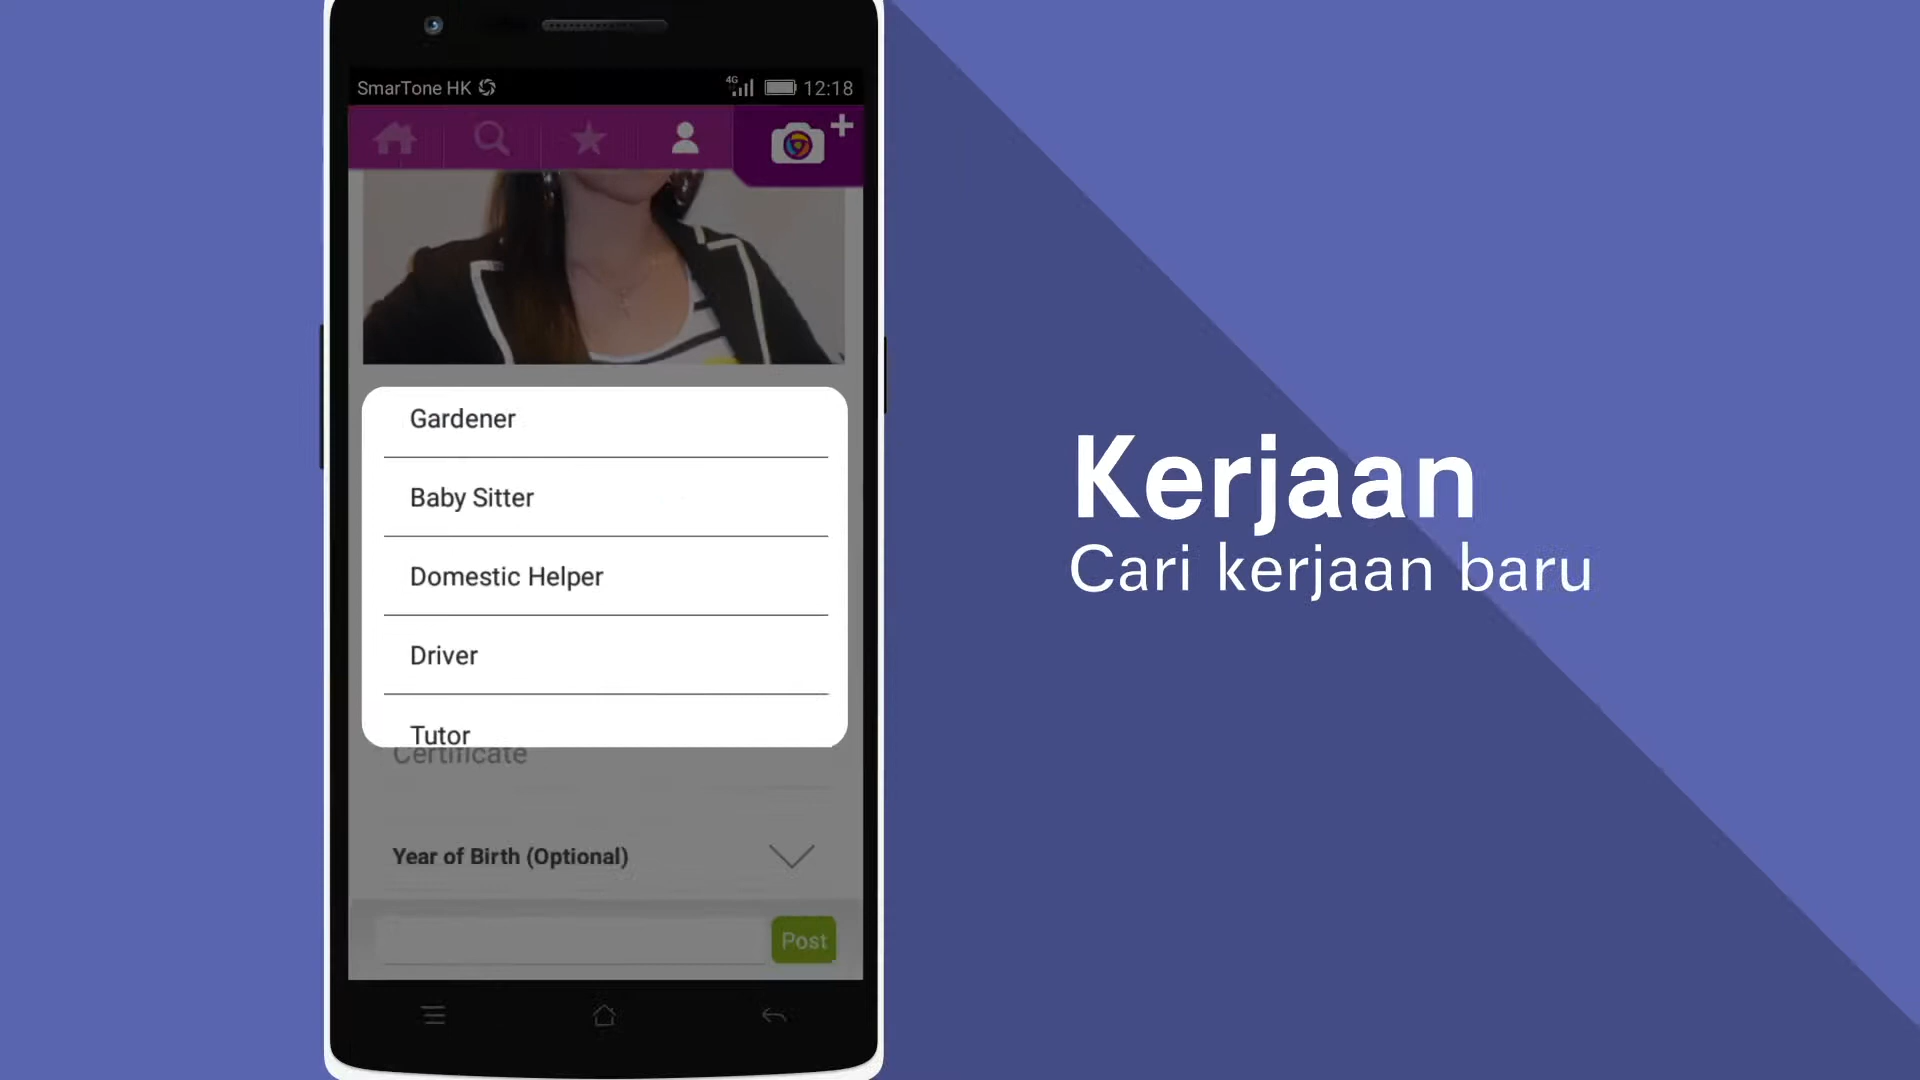 SmarTone HK
4G
12:18
Gardener
Baby Sitter
Domestic Helper
Driver
Tutor
Certificate
Year of Birth (Optional)
Post
Kerjaan
Cari kerjaan baru